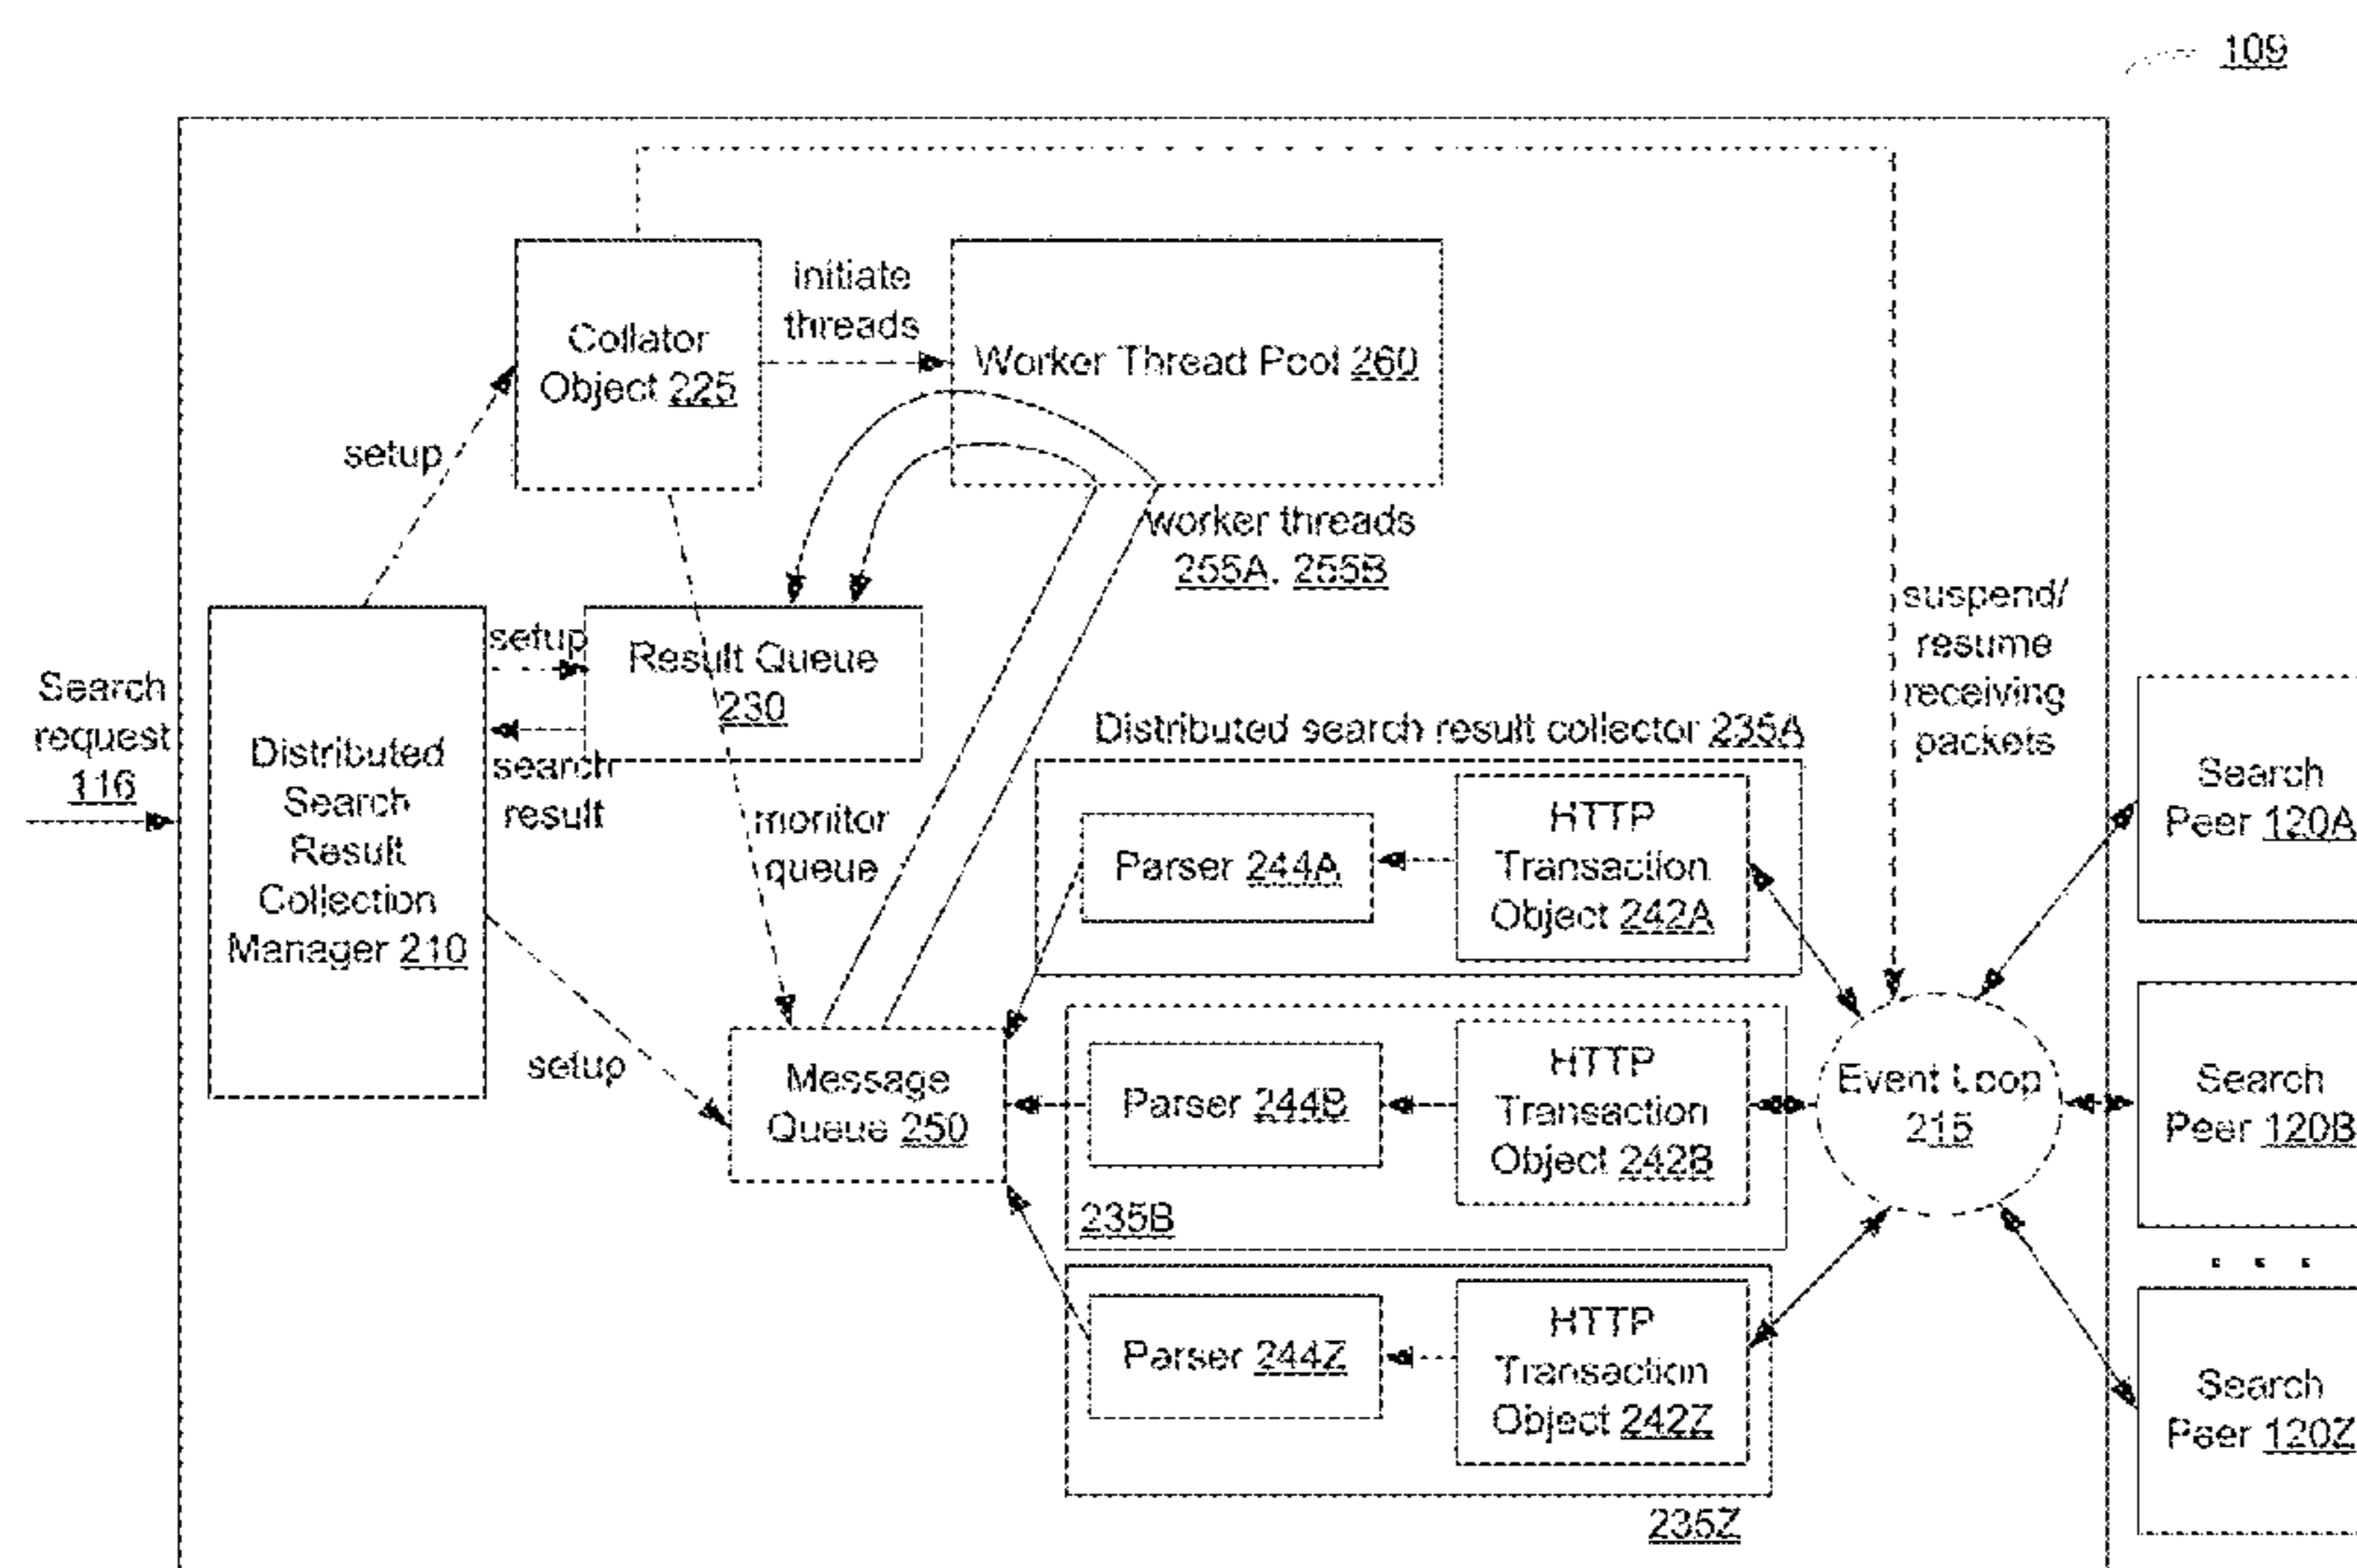 109
Collator
Object 225
initiate
threads
Worker Thread Pool 260
setup
worker threads
255A, 255B
suspend/
resume
receiving
packets
Search
request
116
Distributed
Search
Result
Collection
Manager 210
setup
search
result
Result Queue
230
monitor
queue
setup
Message
Queue 250
Distributed search result collector 235A
Parser 244A
HTTP
Transaction
Object 242A
Parser 244B
HTTP
Transaction
Object 242B
235B
Parser 244Z
HTTP
Transaction
Object 242Z
235Z
Event Loop
215
Search
Peer 120A
Search
Peer 120B
. . .
Search
Peer 120Z